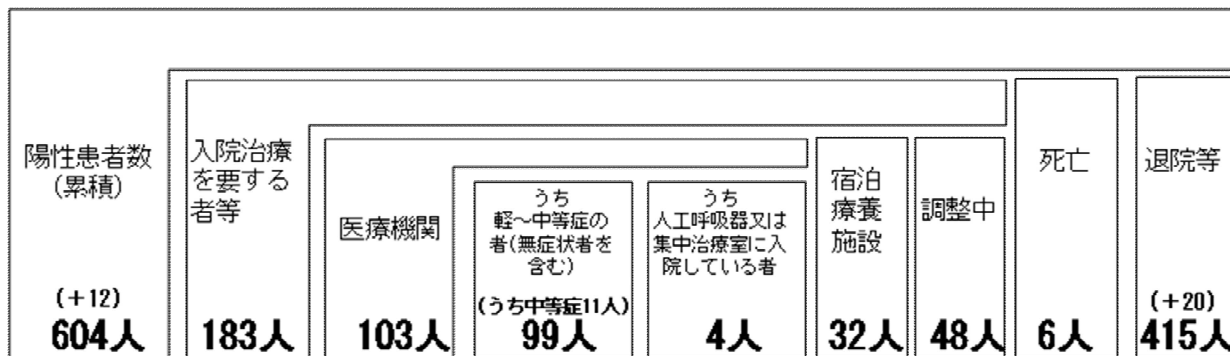 陽性患者数
(累積)
(+12)
604人
入院治療
を要する
者等
183人
医療機関
103人
うち
軽~中等症の
者(無症状者を
含む)
(うち中等症11人)
99人
うち
人工呼吸器又は
集中治療室に入
院している者
4人
宿泊
療養
施設
32人
調整中
48人
死亡
6人
退院等
(+20)
415人